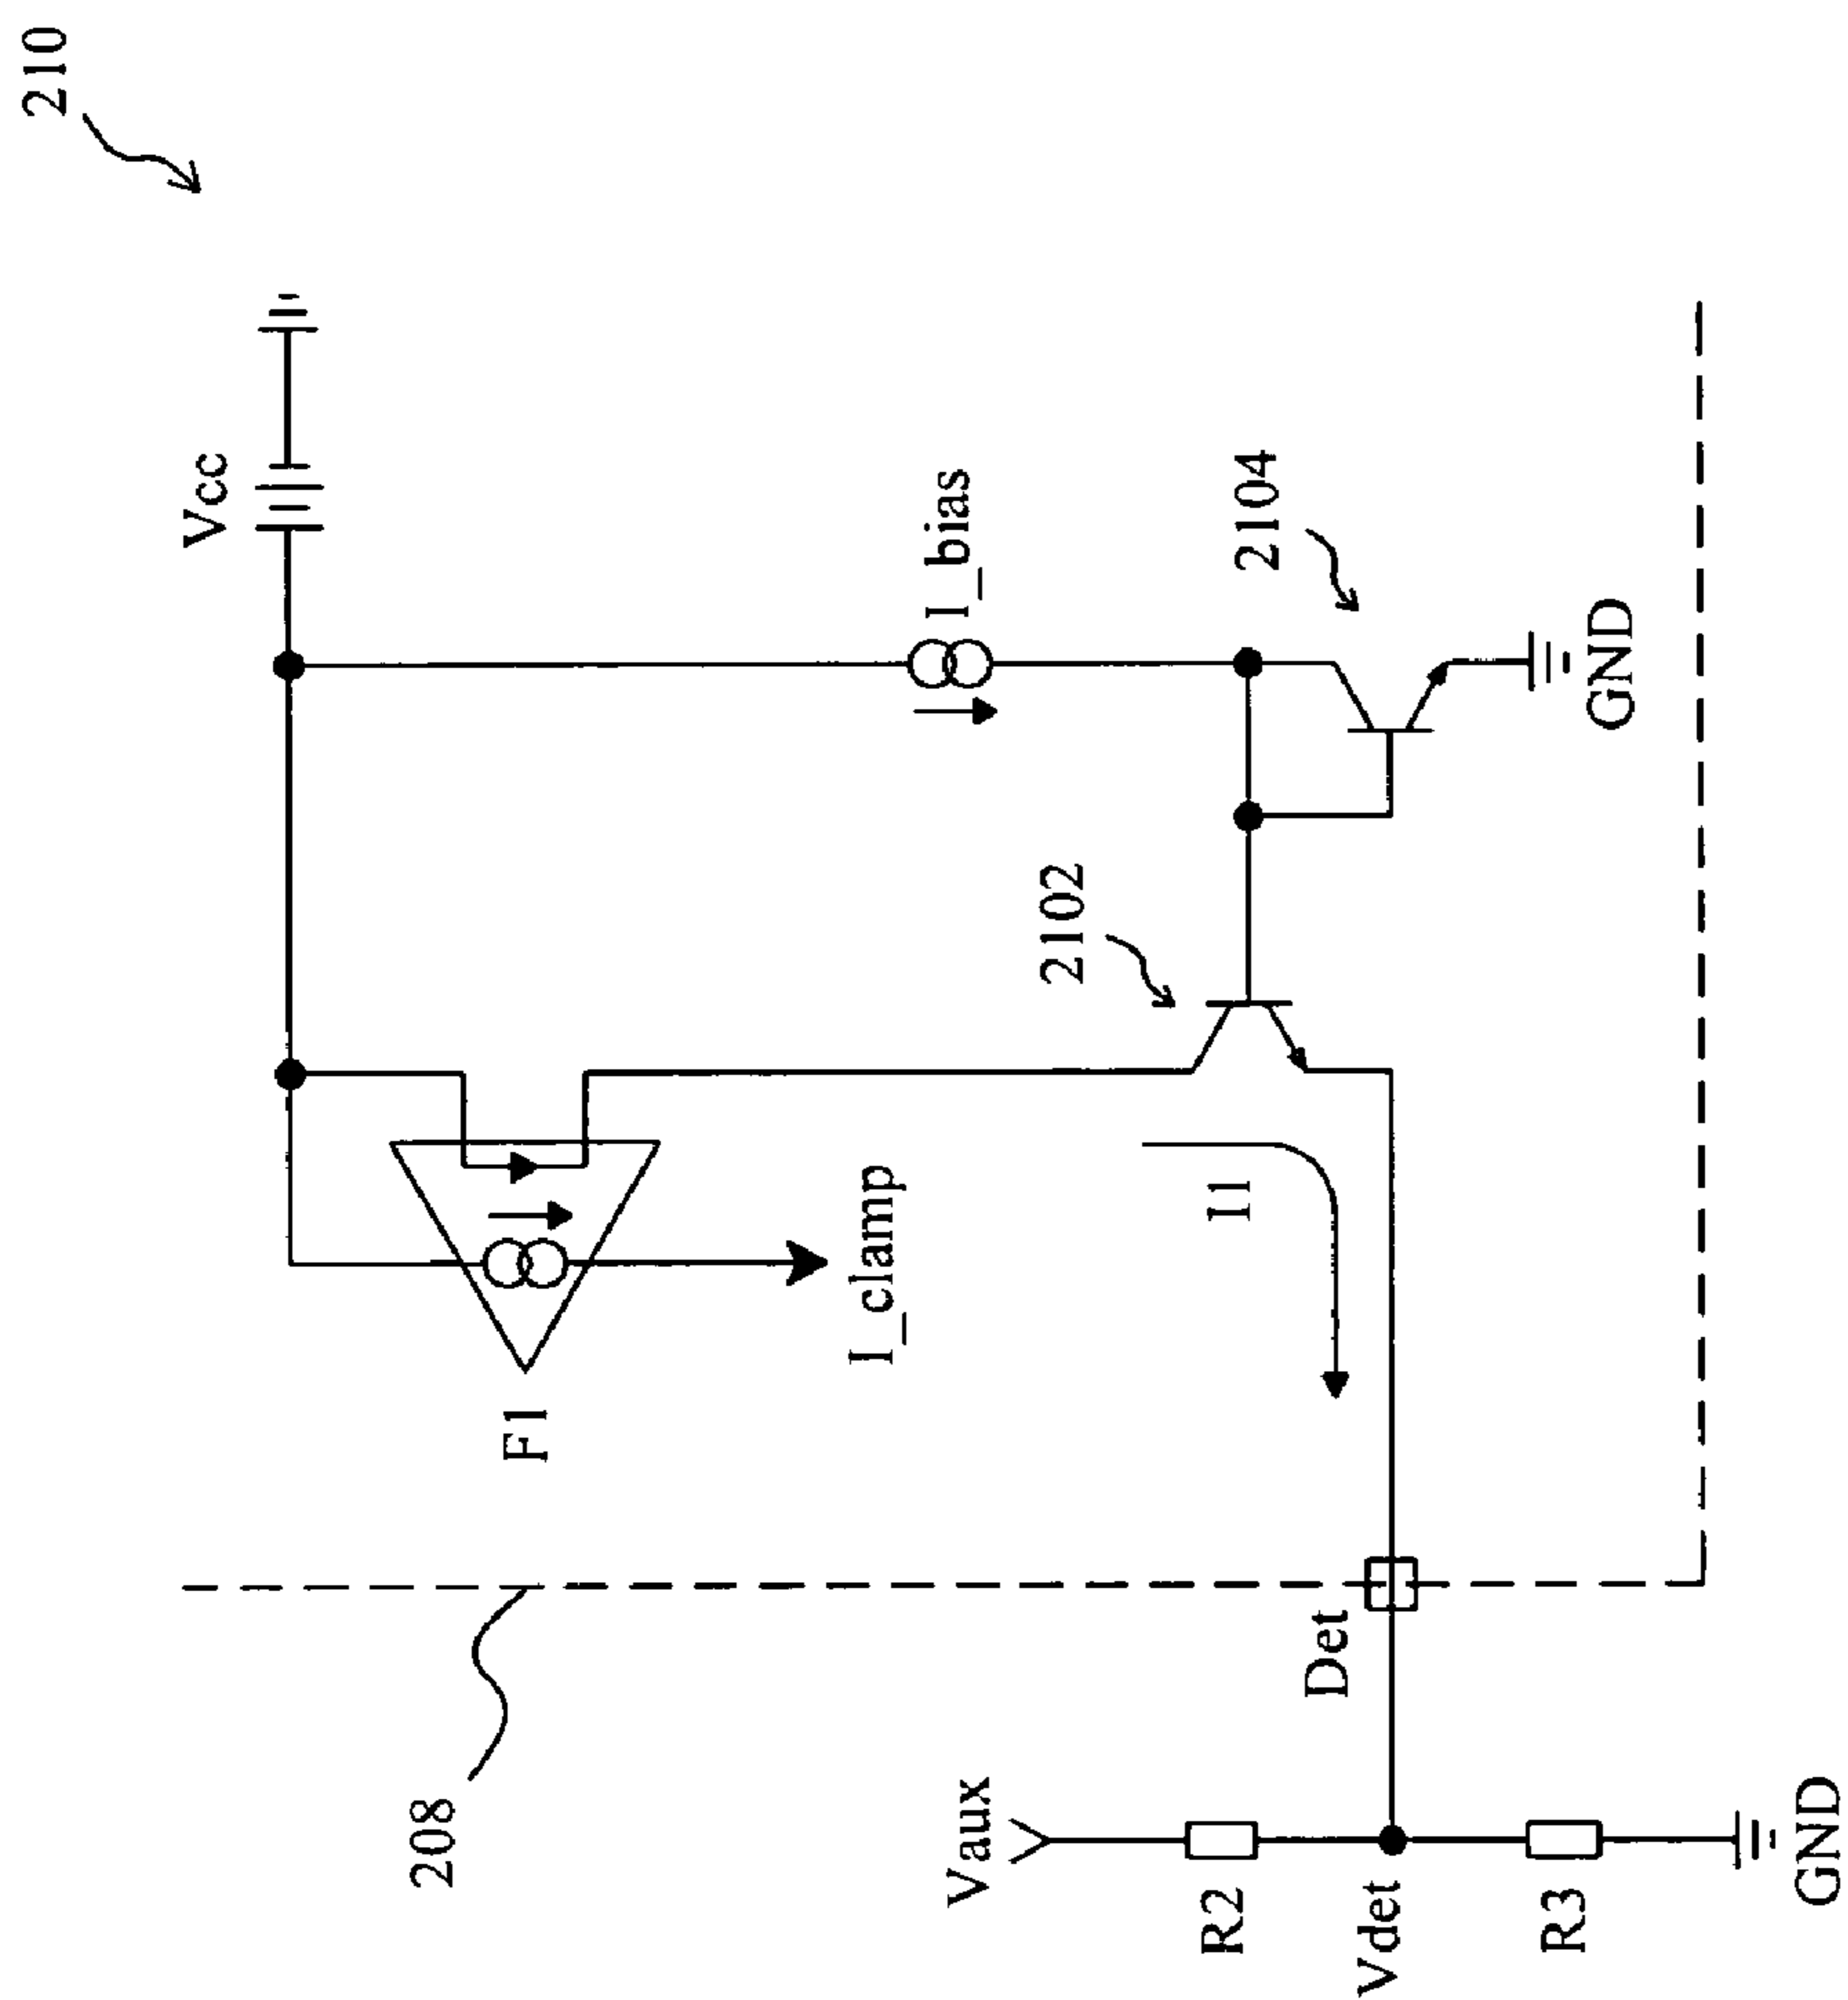 210
Vcc
I_bias
2104
GND
2102
I_clamp
I1
F1
208
Det
Vaux
R2
Vdet
R3
GND